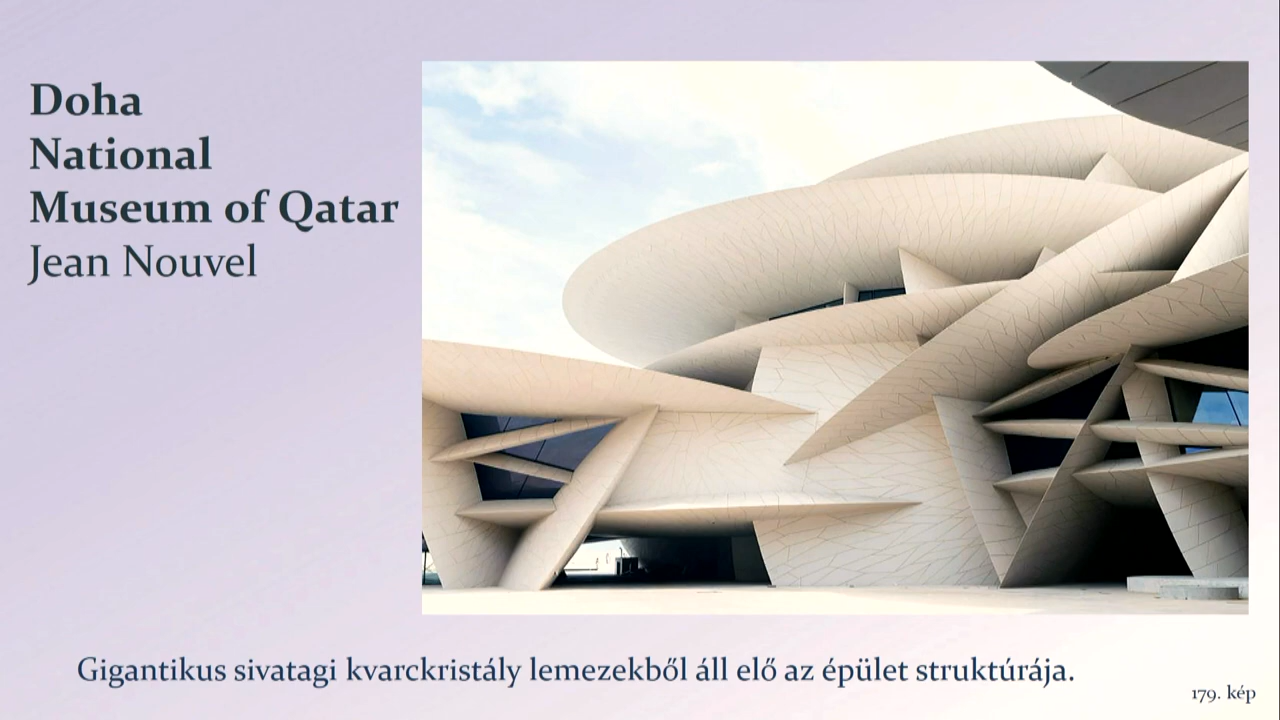 Doha
National
Museum of Qatar
Jean Nouvel
Gigantikus sivatagi kvarckristály lemezekből áll elő az épület struktúrája.
179. kép